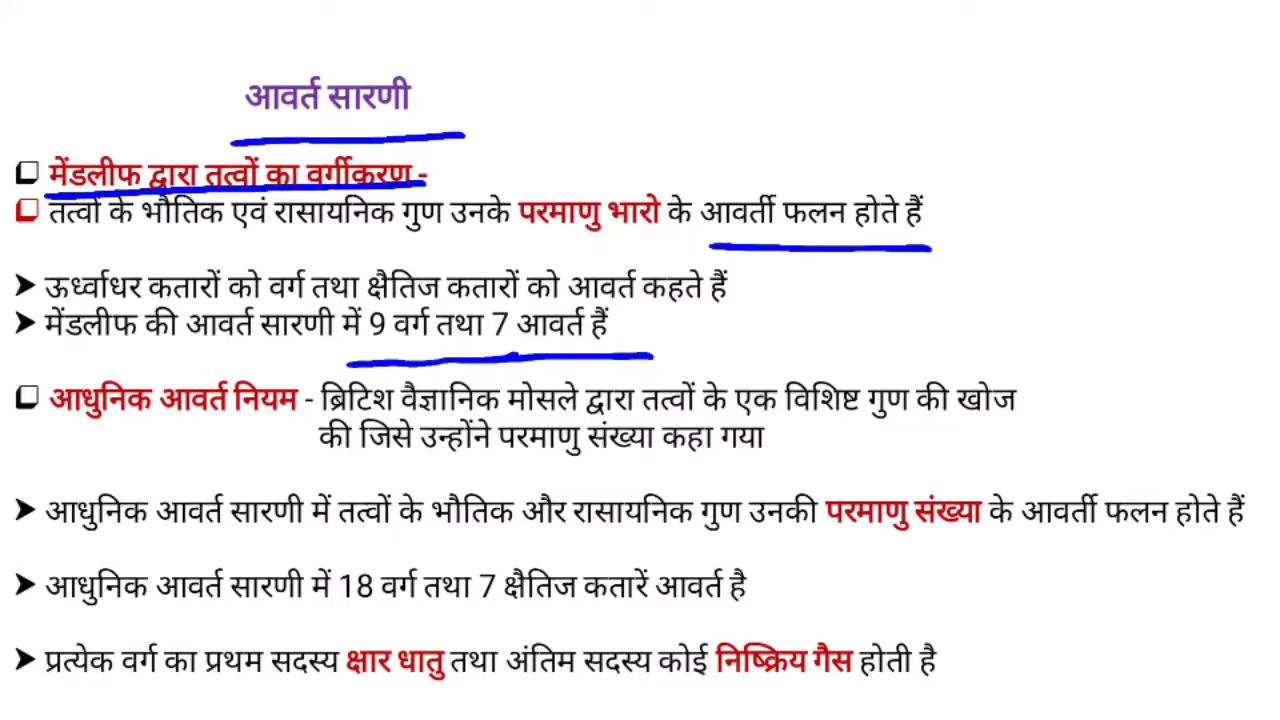 आवर्त सारणी
मेंडलीफ द्वारा तत्वों का वर्गीकरण -
तत्वों के भौतिक एवं रासायनिक गुण उनके परमाणु भारो के आवर्ती फलन होते हैं
ऊर्ध्वाधर कतारों को वर्ग तथा क्षैतिज कतारों को आवर्त कहते हैं
मेंडलीफ की आवर्त सारणी में 9 वर्ग तथा 7 आवर्त हैं
आधुनिक आवर्त नियम - ब्रिटिश वैज्ञानिक मोसले द्वारा तत्वों के एक विशिष्ट गुण की खोज
की जिसे उन्होंने परमाणु संख्या कहा गया
आधुनिक आवर्त सारणी में तत्वों के भौतिक और रासायनिक गुण उनकी परमाणु संख्या के आवर्ती फलन होते हैं
आधुनिक आवर्त सारणी में 18 वर्ग तथा 7 क्षैतिज कतारें आवर्त है
प्रत्येक वर्ग का प्रथम सदस्य क्षार धातु तथा अंतिम सदस्य कोई निष्क्रिय गैस होती है